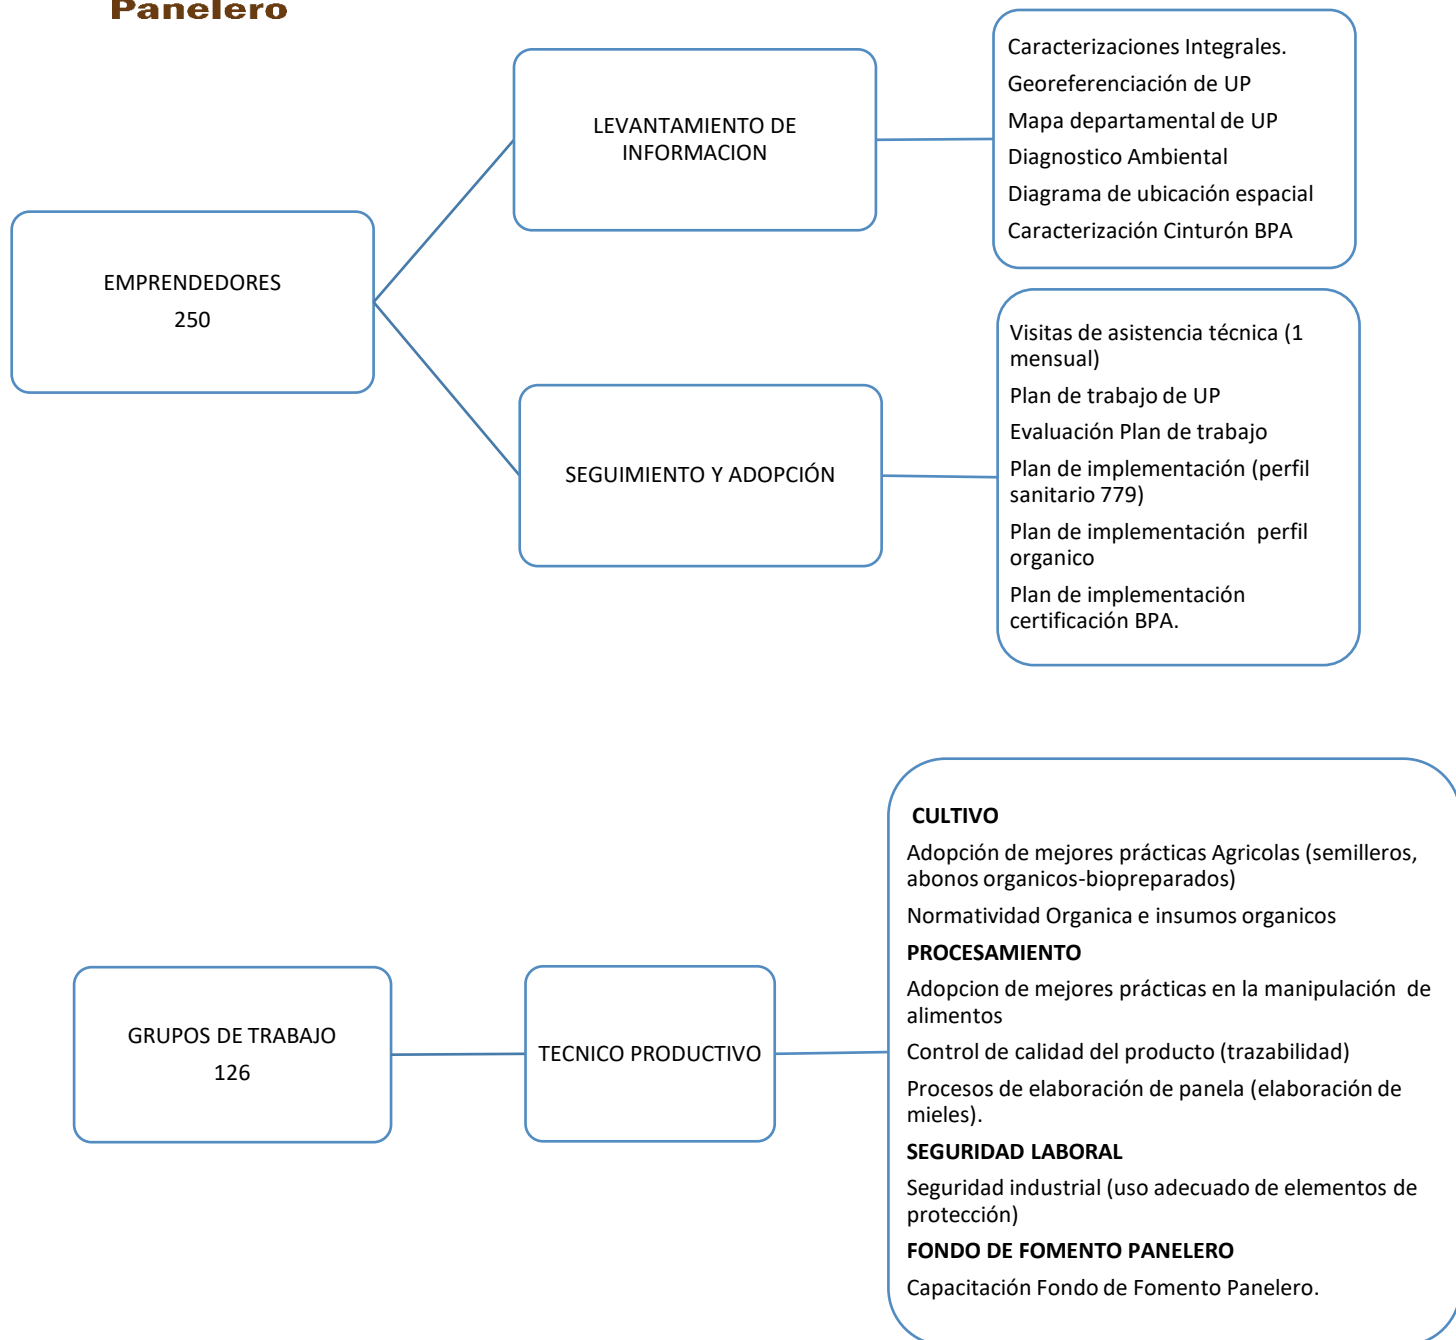 Panelero
LEVANTAMIENTO DE
INFORMACION
Caracterizaciones Integrales.
Georeferenciación de UP
Mapa departamental de UP
Diagnostico Ambiental
Diagrama de ubicación espacial
Caracterización Cinturón BPA
EMPRENDEDORES
250
SEGUIMIENTO Y ADOPCIÓN
Visitas de asistencia técnica (1
mensual)
Plan de trabajo de UP
Evaluación Plan de trabajo
Plan de implementación (perfil
sanitario 779)
Plan de implementación  perfil
organico
Plan de implementación
certificación BPA.
GRUPOS DE TRABAJO
126
TECNICO PRODUCTIVO
CULTIVO
Adopción de mejores prácticas Agricolas (semilleros,
abonos organicos-biopreparados)
Normatividad Organica e insumos organicos
PROCESAMIENTO
Adopcion de mejores prácticas en la manipulación  de
alimentos
Control de calidad del producto (trazabilidad)
Procesos de elaboración de panela (elaboración de
mieles).
SEGURIDAD LABORAL
Seguridad industrial (uso adecuado de elementos de
protección)
FONDO DE FOMENTO PANELERO
Capacitación Fondo de Fomento Panelero.